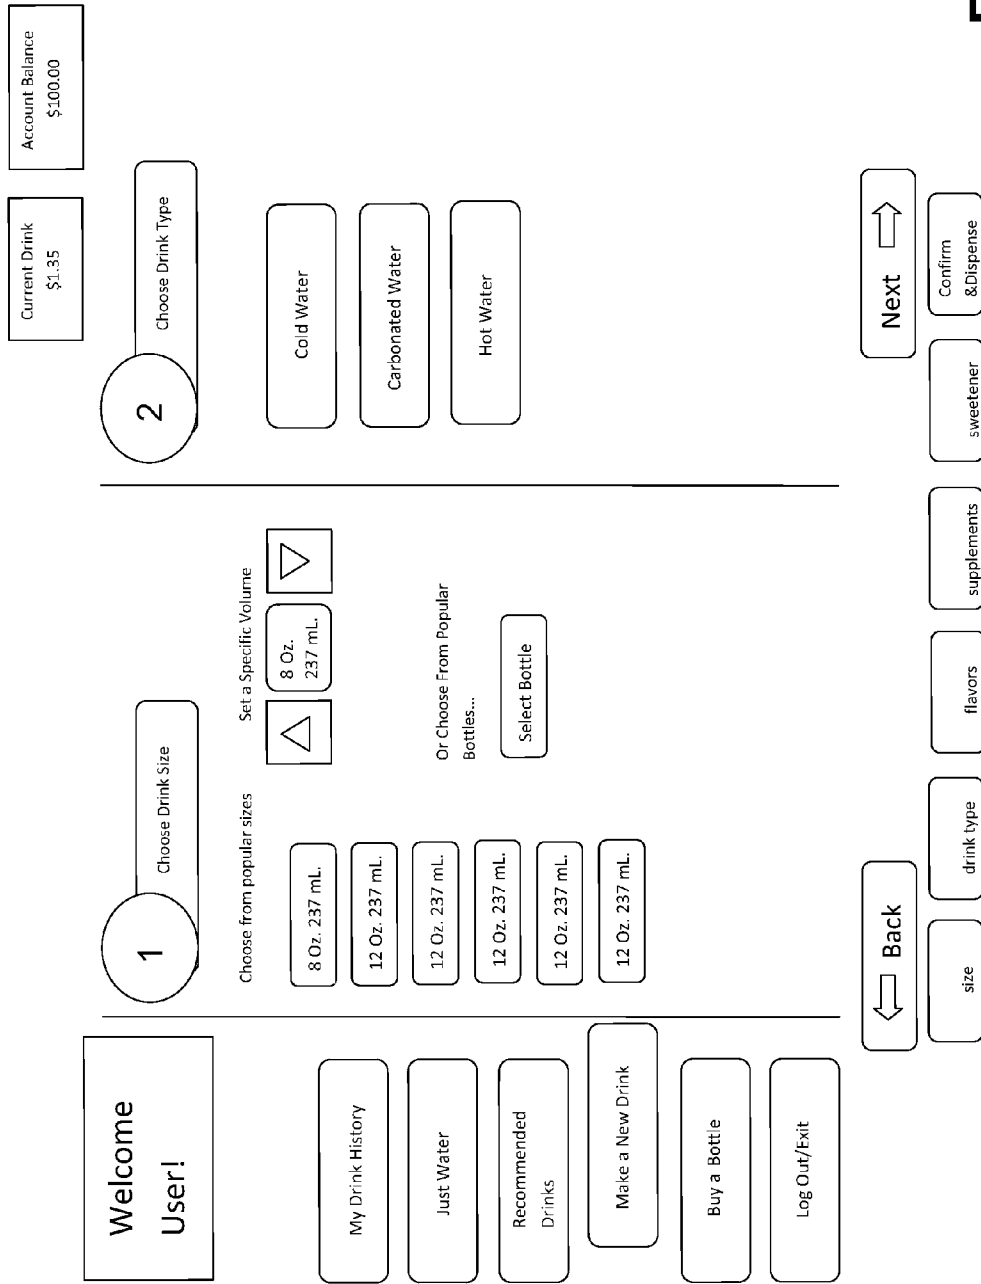 Current Drink
$1.35
Account Balance
$100.00
Welcome
User!
My Drink History
Just Water
Recommended
Drinks
Make a New Drink
Buy a Bottle
Log Out/Exit
1
Choose Drink Size
Choose from popular sizes
8 Oz. 237 mL.
12 Oz. 237 mL.
12 Oz. 237 mL.
12 Oz. 237 mL.
12 Oz. 237 mL.
12 Oz. 237 mL.
Set a Specific Volume
8 Oz.
237 mL.
Or Choose From Popular
Bottles...
Select Bottle
2
Choose Drink Type
Cold Water
Carbonated Water
Hot Water
Back
Next
size
drink type
flavors
supplements
sweetener
Confirm
&Dispense